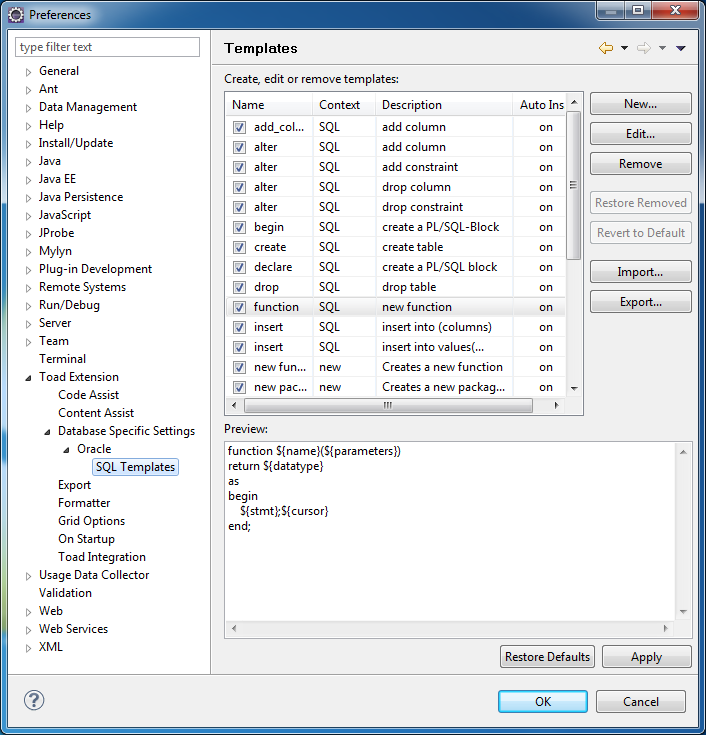 Preferences
type filter text
General
Ant
Data Management
Help
Install/Update
Java
Java EE
Java Persistence
JavaScript
JProbe
Mylyn
Plug-in Development
Remote Systems
Run/Debug
Server
Team
Terminal
Toad Extension
Code Assist
Content Assist
Database Specific Settings
Oracle
SQL Templates
Export
Formatter
Grid Options
On Startup
Toad Integration
Usage Data Collector
Validation
Web
Web Services
XML
Templates
Create, edit or remove templates:
Name Context Description Auto Ins
add_col... SQL add column on
alter SQL add column on
alter SQL add constraint on
alter SQL drop column on
alter SQL drop constraint on
begin SQL create a PL/SQL-Block on
create SQL create table on
declare SQL create a PL/SQL block on
drop SQL drop table on
function SQL new function on
insert SQL insert into (columns) on
insert SQL insert into values(... on
new fun... new Creates a new function on
new pac... new Creates a new packag... on
New...
Edit...
Remove
Restore Removed
Revert to Default
Import...
Export...
Preview:
function ${name}(${parameters})
return ${datatype}
as
begin
${stmt};${cursor}
end;
Restore Defaults Apply
? OK Cancel